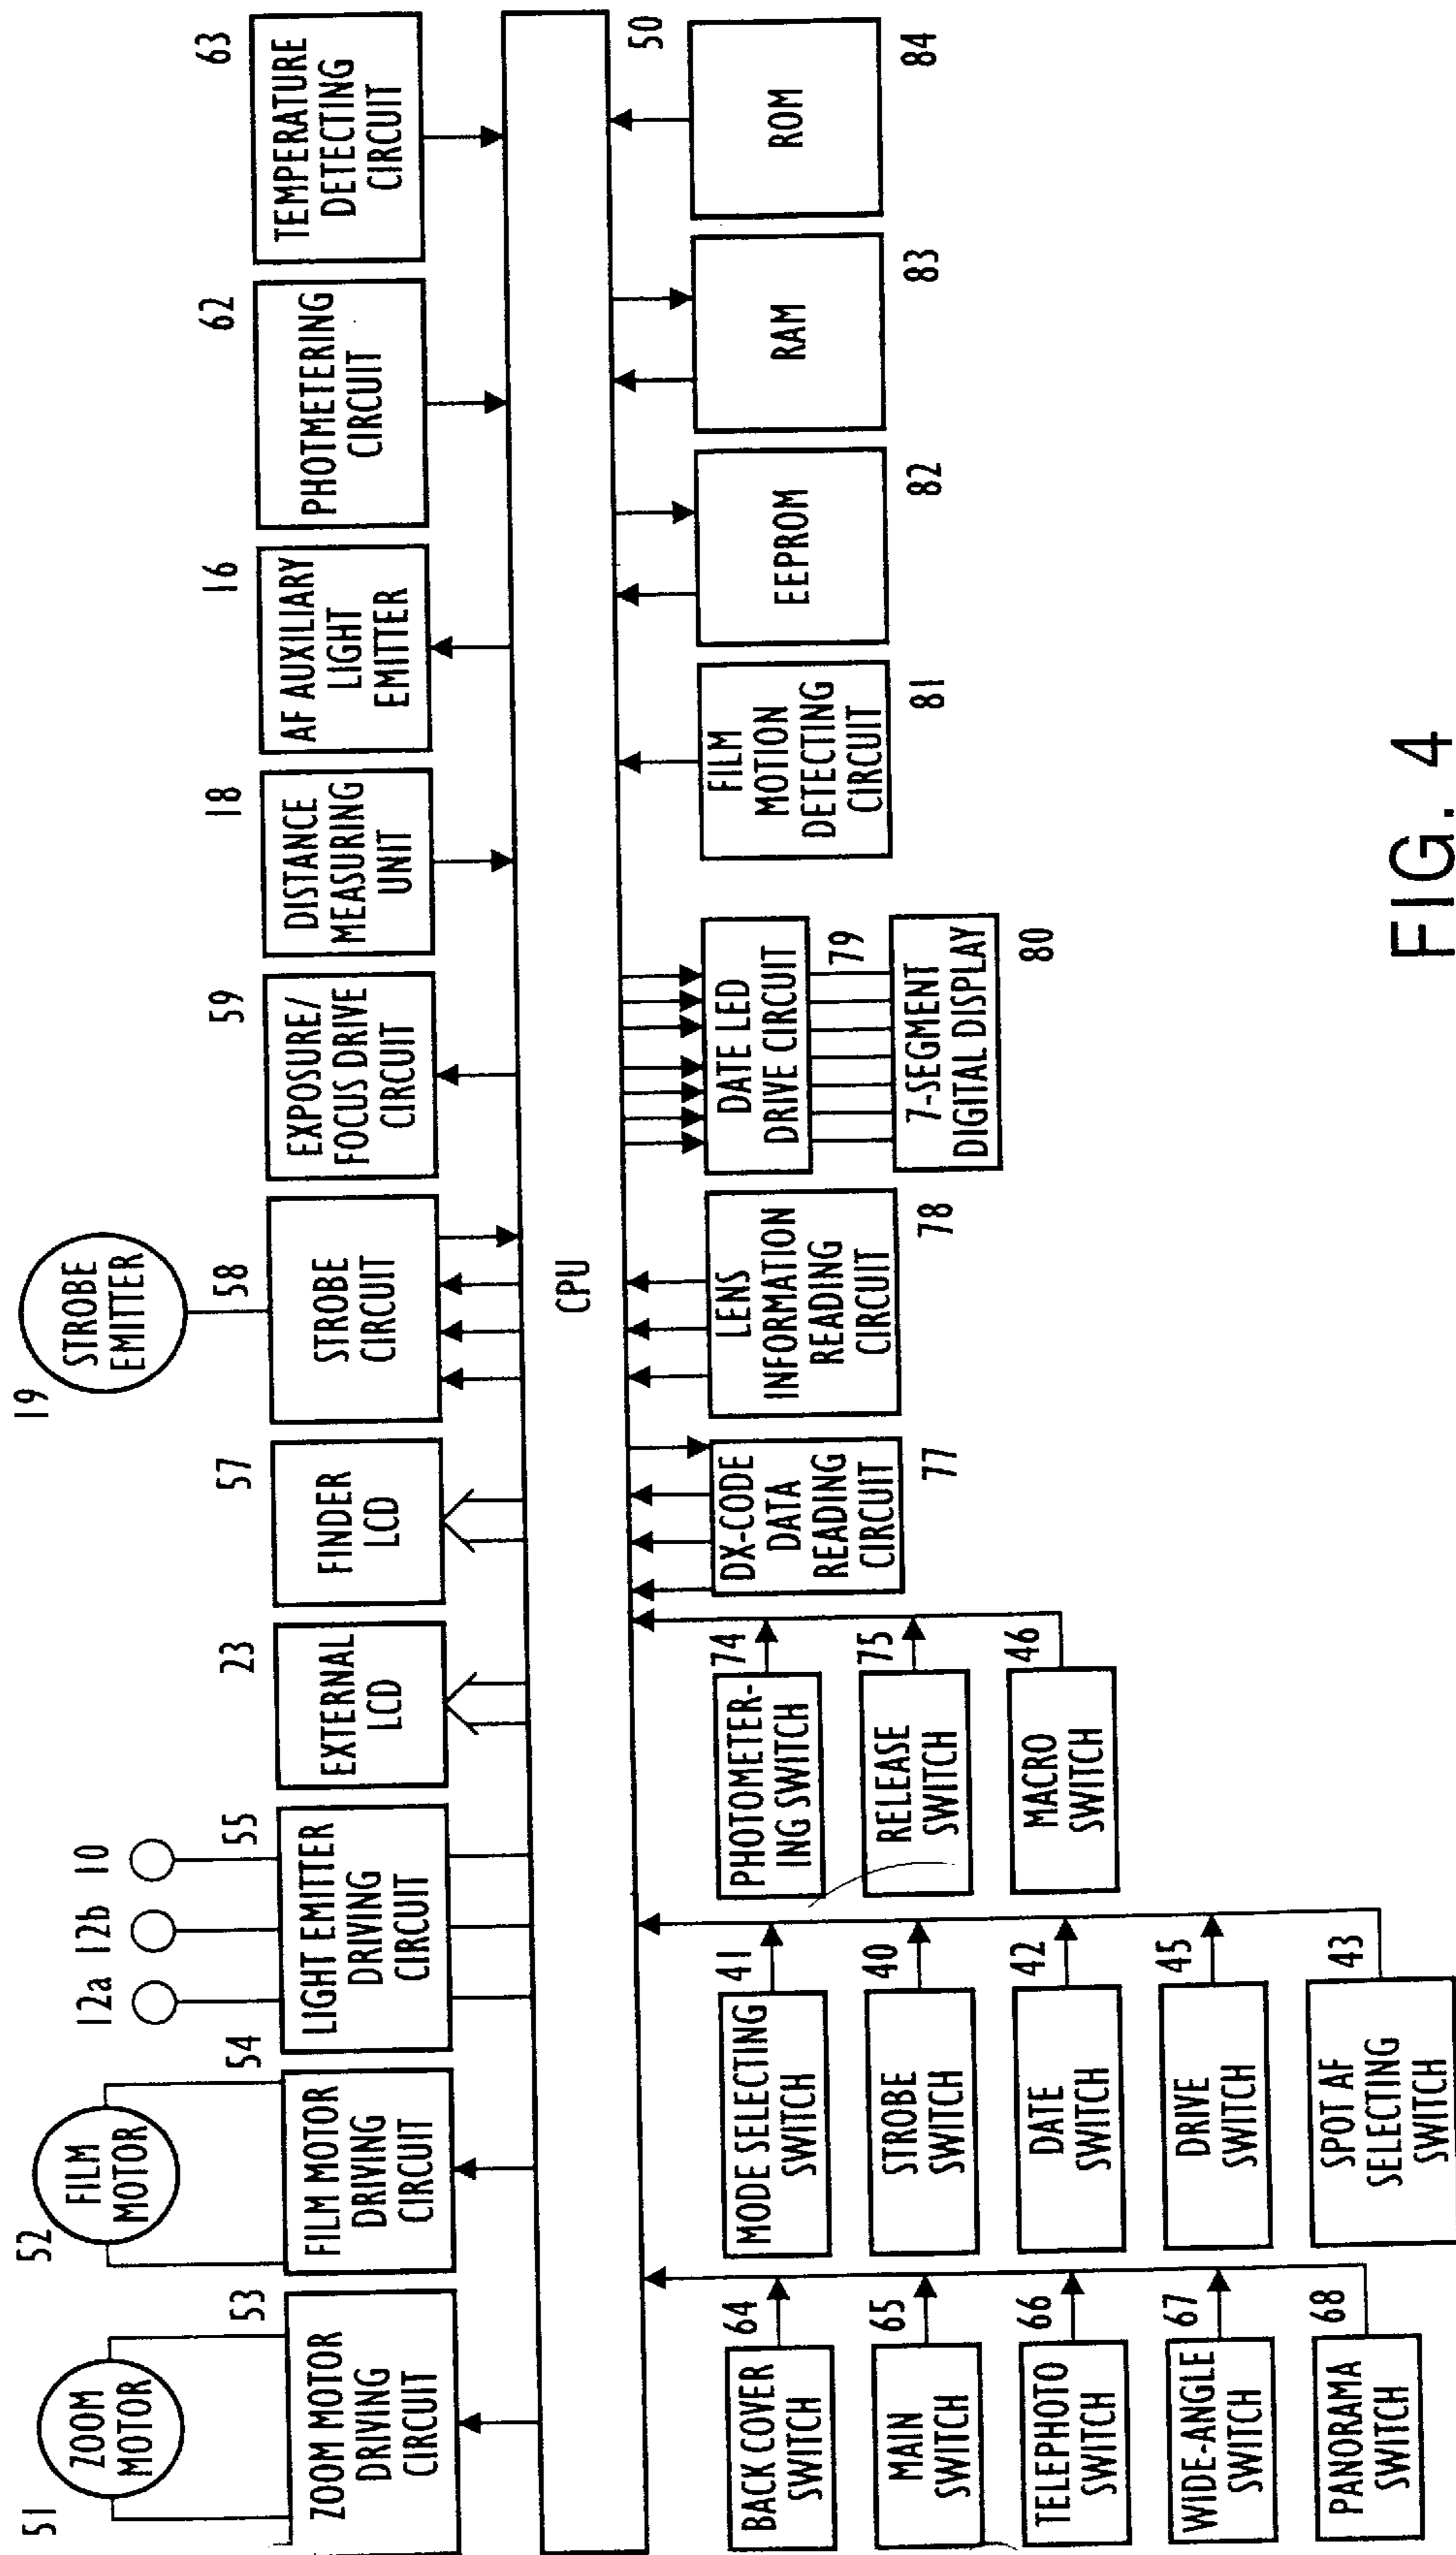 51
ZOOM
MOTOR
52
FILM
MOTOR
12a
12b
10
19
STROBE
EMITTER
53
ZOOM MOTOR
DRIVING
CIRCUIT
54
FILM MOTOR
DRIVING
CIRCUIT
55
LIGHT EMITTER
DRIVING
CIRCUIT
23
EXTERNAL
LCD
57
FINDER
LCD
58
STROBE
CIRCUIT
59
EXPOSURE/
FOCUS DRIVE
CIRCUIT
18
DISTANCE
MEASURING
UNIT
16
AF AUXILIARY
LIGHT
EMITTER
62
PHOTMETERING
CIRCUIT
63
TEMPERATURE
DETECTING
CIRCUIT
CPU
50
64
BACK COVER
SWITCH
65
MAIN
SWITCH
66
TELEPHOTO
SWITCH
67
WIDE-ANGLE
SWITCH
68
PANORAMA
SWITCH
41
MODE SELECTING
SWITCH
40
STROBE
SWITCH
42
DATE
SWITCH
45
DRIVE
SWITCH
43
SPOT AF
SELECTING
SWITCH
74
PHOTOMETER-
ING SWITCH
75
RELEASE
SWITCH
46
MACRO
SWITCH
DX-CODE
DATA
READING
CIRCUIT
77
LENS
INFORMATION
READING
CIRCUIT
78
DATE LED
DRIVE CIRCUIT
79
7-SEGMENT
DIGITAL DISPLAY
80
FILM
MOTION
DETECTING
CIRCUIT
81
EEPROM
82
RAM
83
ROM
84
FIG. 4